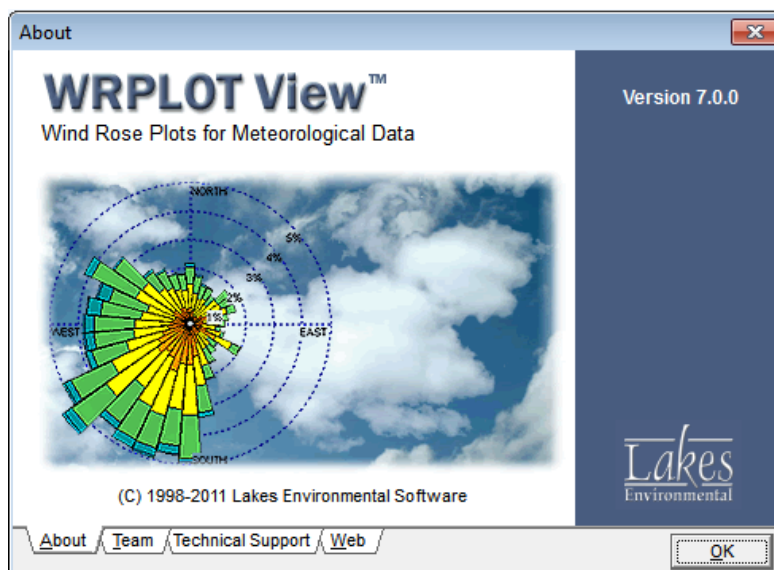 About
WRPLOT View™
Version 7.0.0
Wind Rose Plots for Meteorological Data
NORTH
5%
4%
3%
2%
1%
WEST
EAST
SOUTH
Lakes
Environmental
(C) 1998-2011 Lakes Environmental Software
About Team Technical Support Web
OK